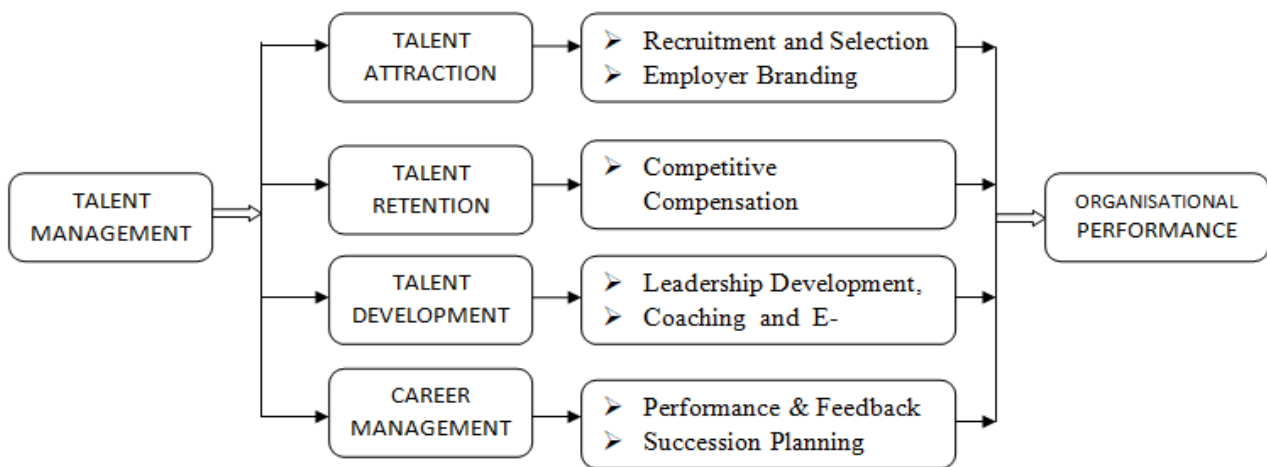 TALENT
MANAGEMENT
TALENT
ATTRACTION
➢ Recruitment and Selection
➢ Employer Branding
TALENT
RETENTION
➢ Competitive
Compensation
TALENT
DEVELOPMENT
➢ Leadership Development,
➢ Coaching and E-
CAREER
MANAGEMENT
➢ Performance & Feedback
➢ Succession Planning
ORGANISATIONAL
PERFORMANCE